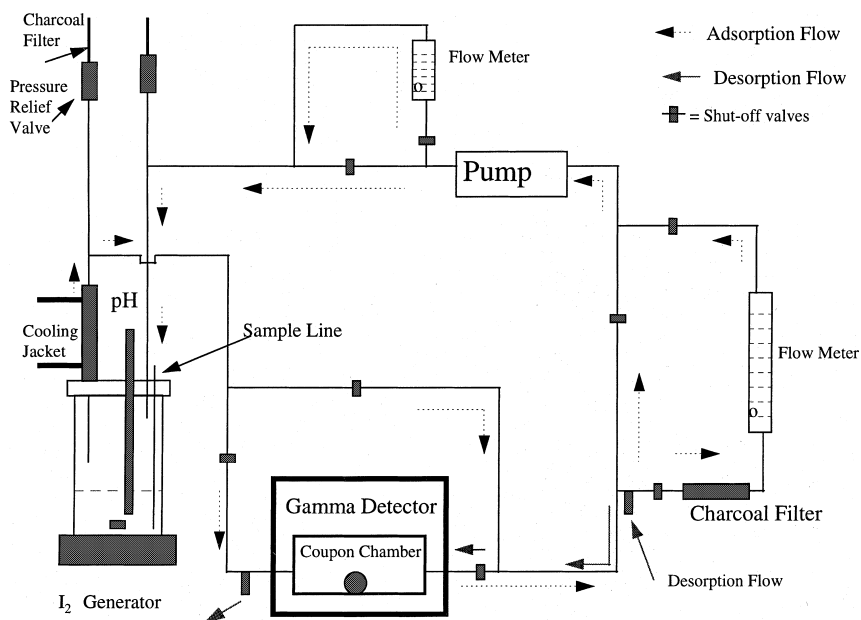 Charcoal
Filter
Pressure
Relief
Valve
Flow Meter
Adsorption Flow
Desorption Flow
= Shut-off valves
Pump
pH
Cooling
Jacket
Sample Line
Flow Meter
Gamma Detector
Coupon Chamber
Charcoal Filter
Desorption Flow
I₂ Generator